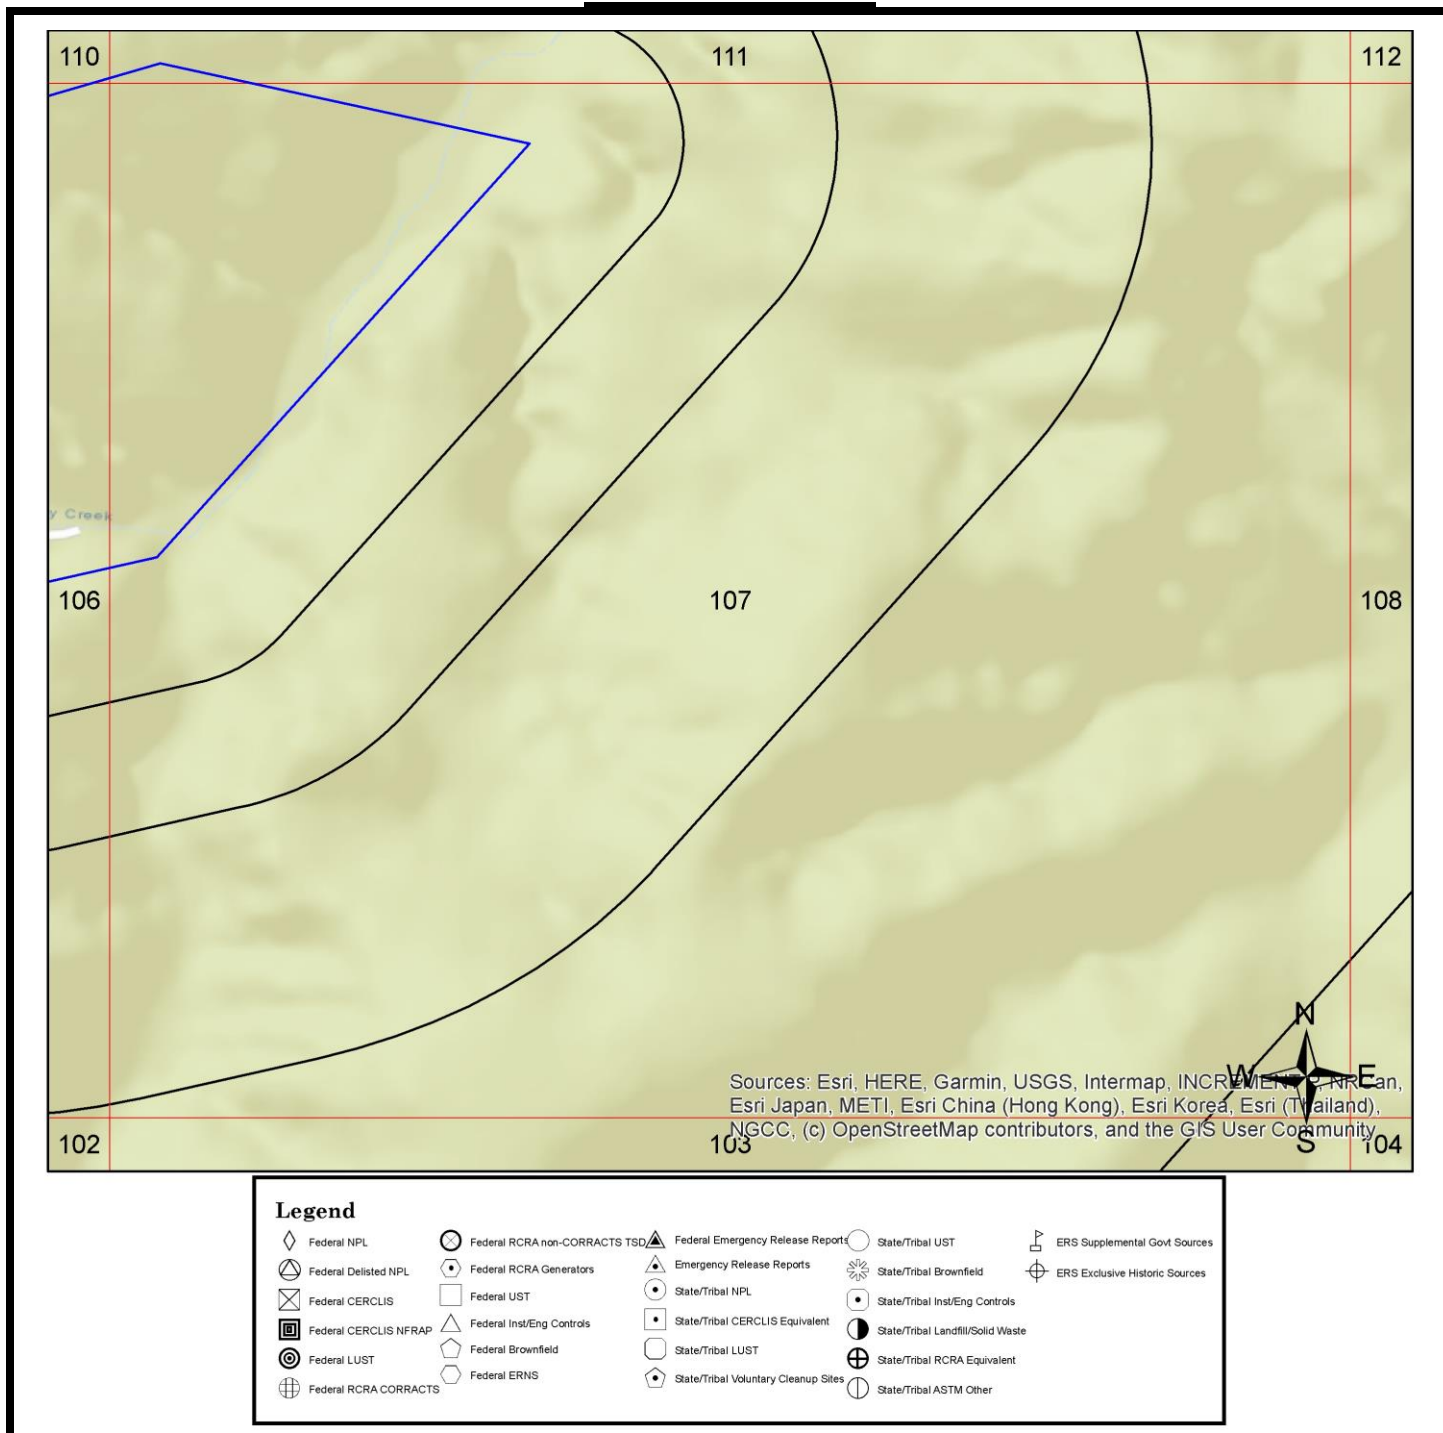 110
111
112
y Creek
106
107
108
N
W
E
S
Sources: Esri, HERE, Garmin, USGS, Intermap, INCREMENT P, NRCan,
Esri Japan, METI, Esri China (Hong Kong), Esri Korea, Esri (Thailand),
NGCC, (c) OpenStreetMap contributors, and the GIS User Community
102
103
104
Legend
Federal NPL
Federal Delisted NPL
Federal CERCLIS
Federal CERCLIS NFRAP
Federal LUST
Federal RCRA CORRACTS
Federal RCRA non-CORRACTS TSD
Federal RCRA Generators
Federal UST
Federal Inst/Eng Controls
Federal Brownfield
Federal ERNS
Federal Emergency Release Reports
Emergency Release Reports
State/Tribal NPL
State/Tribal CERCLIS Equivalent
State/Tribal LUST
State/Tribal Voluntary Cleanup Sites
State/Tribal UST
State/Tribal Brownfield
State/Tribal Inst/Eng Controls
State/Tribal Landfill/Solid Waste
State/Tribal RCRA Equivalent
State/Tribal ASTM Other
ERS Supplemental Govt Sources
ERS Exclusive Historic Sources